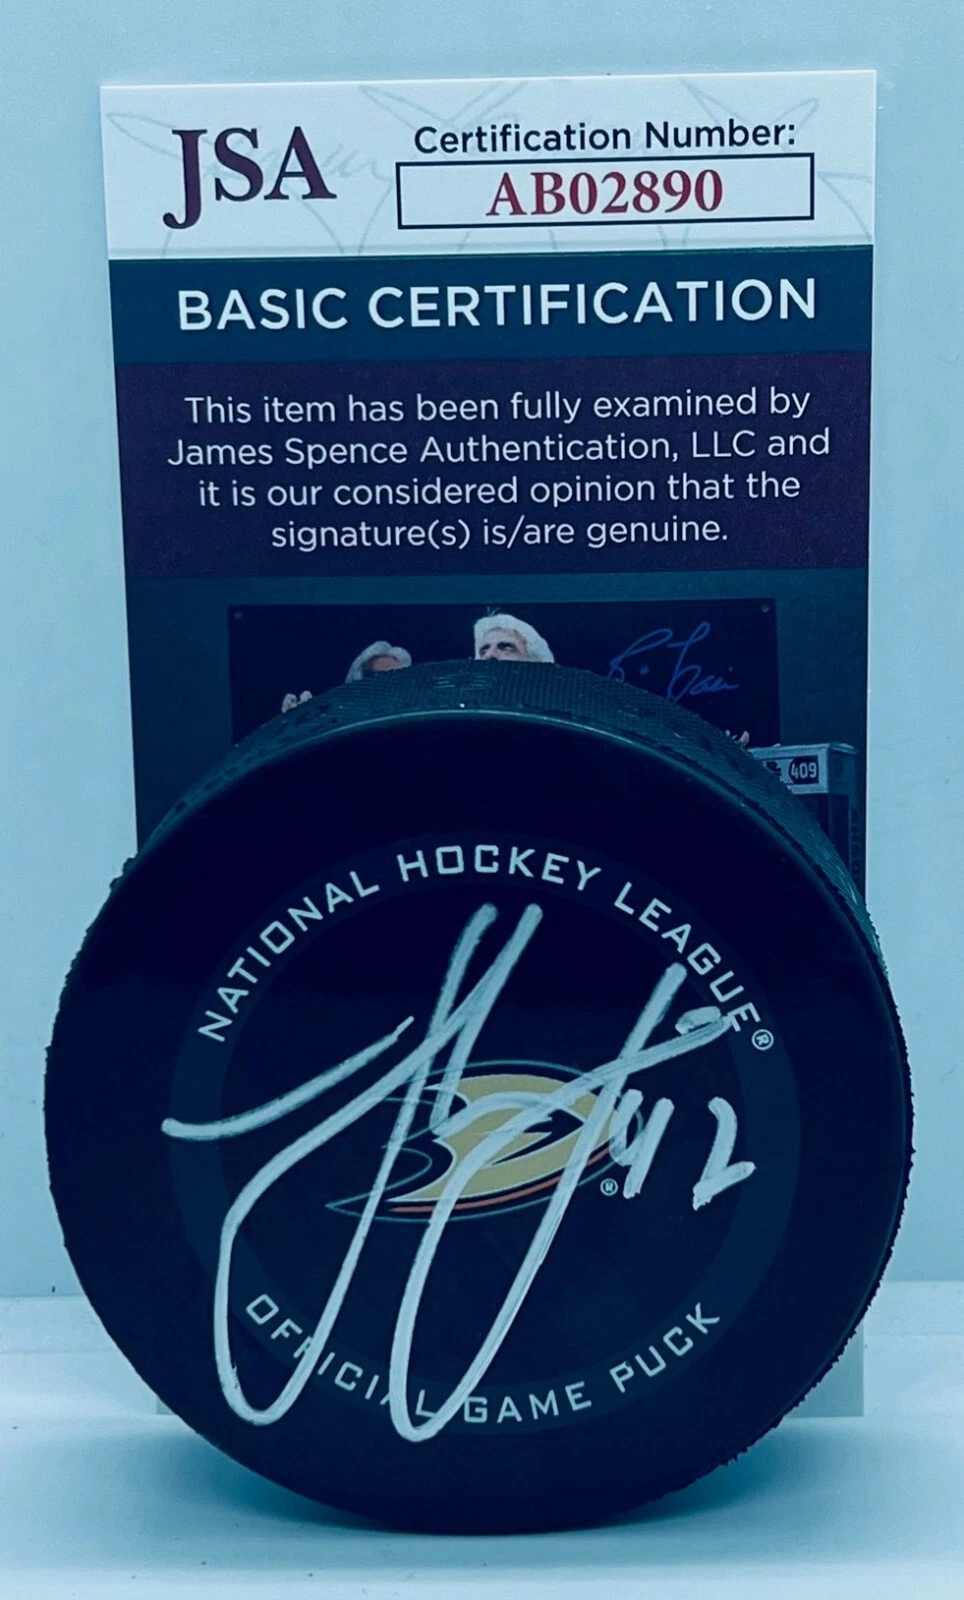 JSA
Certification Number:
AB02890
BASIC CERTIFICATION
This item has been fully examined by
James Spence Authentication, LLC and
it is our considered opinion that the
signature(s) is/are genuine.
409
NATIONAL HOCKEY LEAGUE®
®
42
OFFICIAL GAME PUCK